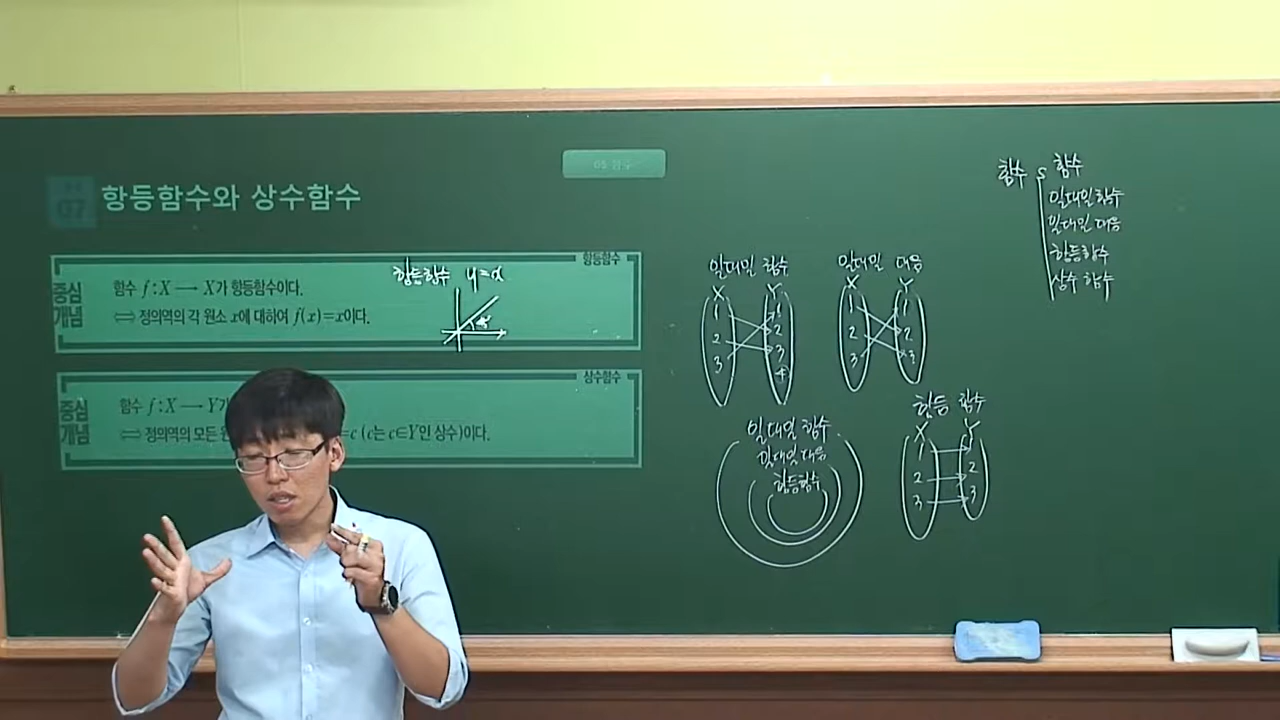 05 함수
07
항등함수와 상수함수
항등함수
중심
개념
함수 f : X → X가 항등함수이다.
⇔ 정의역의 각 원소 x에 대하여 f(x)=x이다.
항등함수 y=x
45°
상수함수
중심
개념
함수 f : X → Y가
⇔ 정의역의 모든 원
=c (c는 c∈Y인 상수)이다.
함수
함수
일대일함수
일대일 대응
항등함수
상수 함수
일대일 함수
X Y
1 1
2 2
3 3
4
일대일 대응
X Y
1 1
2 2
3 3
일대일 함수
일대일 대응
항등함수
항등 함수
X Y
1
2 2
3 3